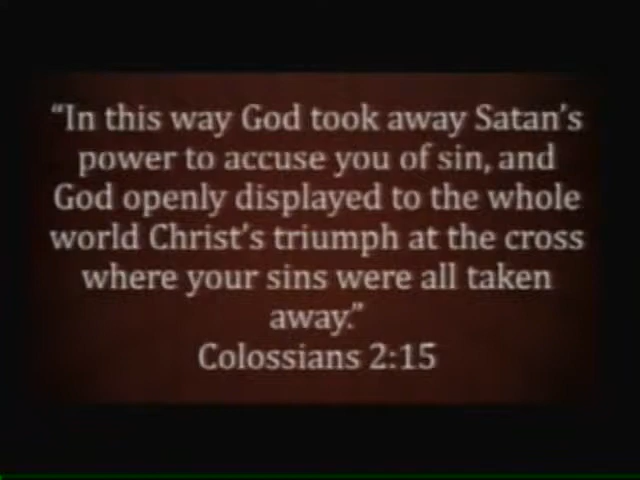 “In this way God took away Satan’s
power to accuse you of sin, and
God openly displayed to the whole
world Christ’s triumph at the cross
where your sins were all taken
away.”
Colossians 2:15